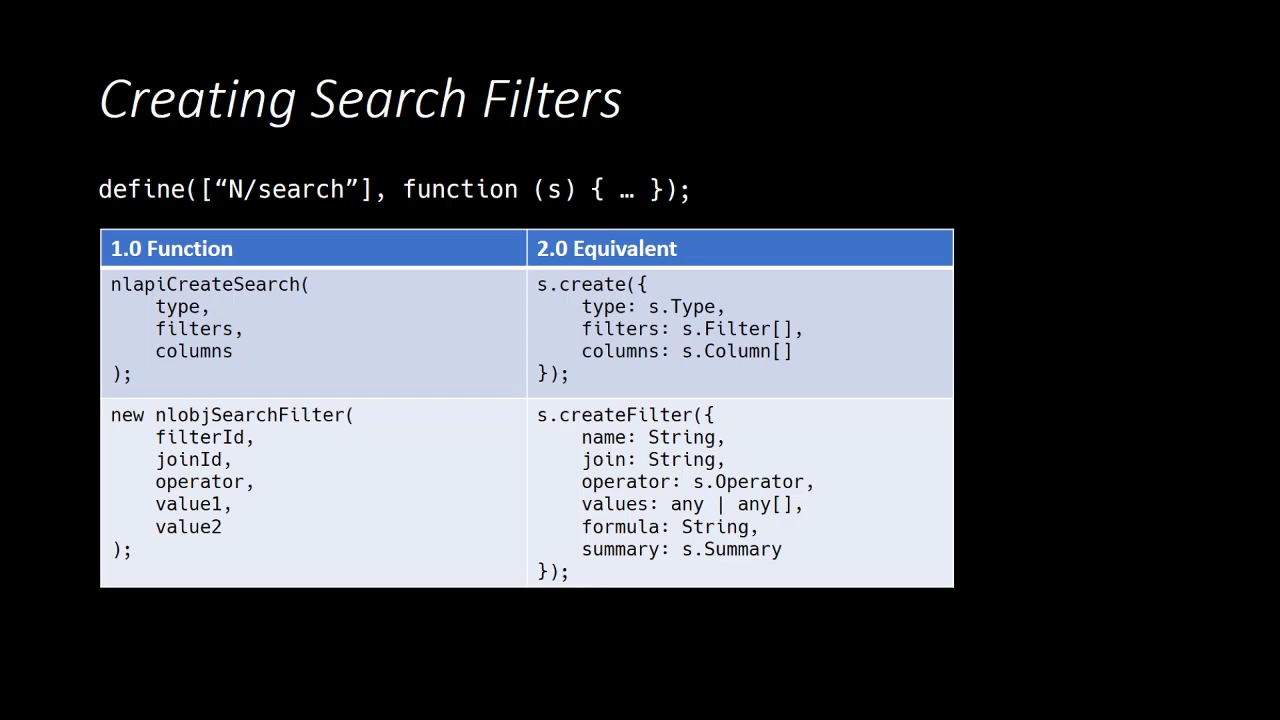 Creating Search Filters
define([“N/search”], function (s) { … });
1.0 Function
2.0 Equivalent
nlapiCreateSearch(
type,
filters,
columns
);
s.create({
type: s.Type,
filters: s.Filter[],
columns: s.Column[]
});
new nlobjSearchFilter(
filterId,
joinId,
operator,
value1,
value2
);
s.createFilter({
name: String,
join: String,
operator: s.Operator,
values: any | any[],
formula: String,
summary: s.Summary
});